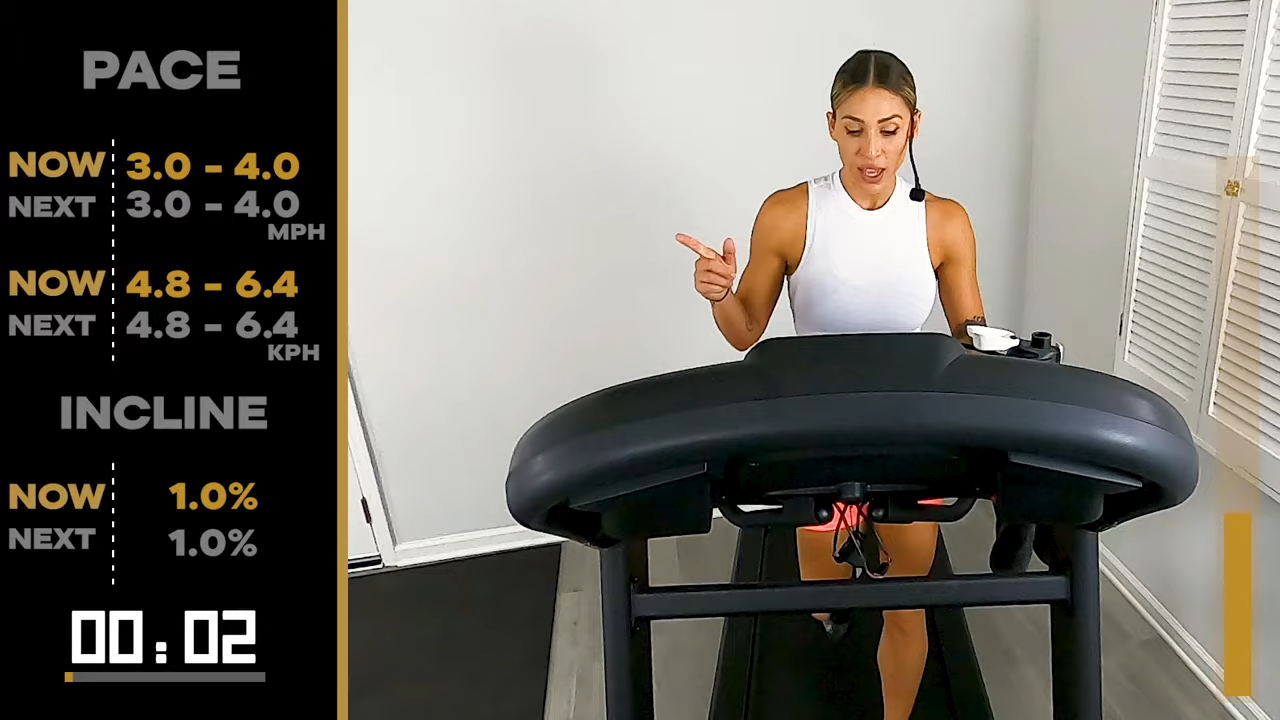 PACE
NOW 3.0 - 4.0
NEXT 3.0 - 4.0
MPH
NOW 4.8 - 6.4
NEXT 4.8 - 6.4
KPH
INCLINE
NOW 1.0%
NEXT 1.0%
00:02